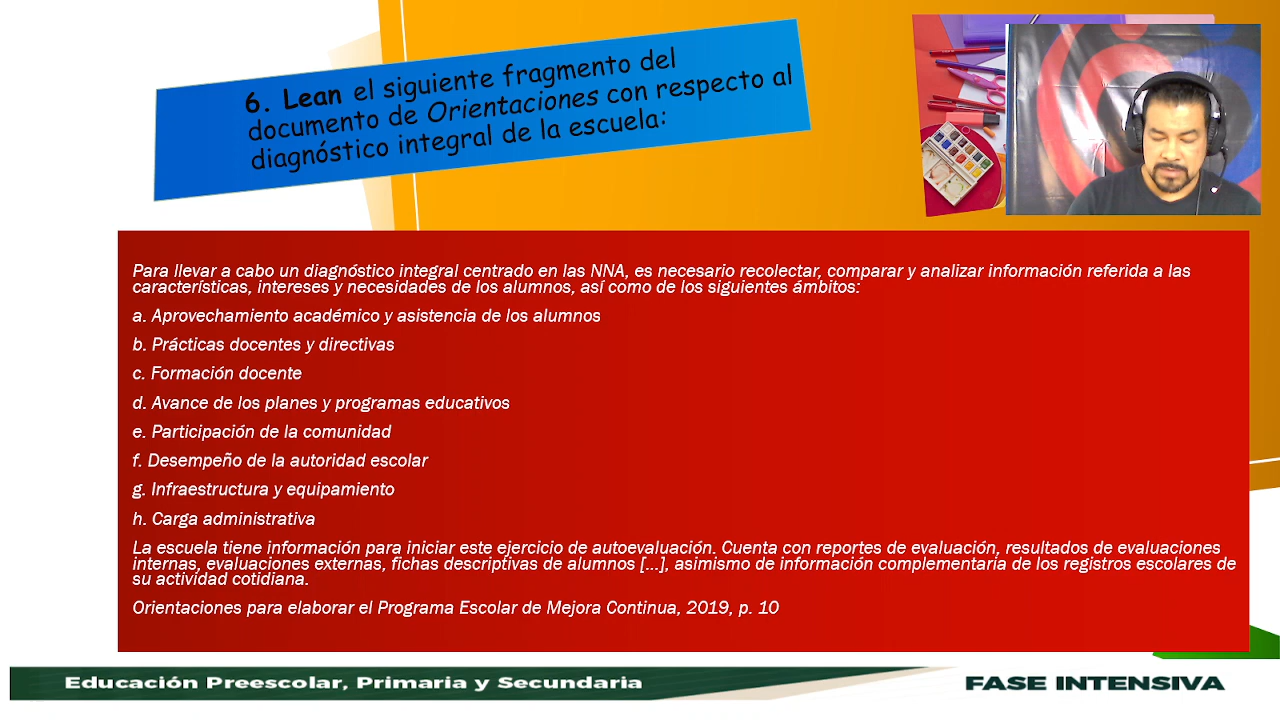 6. Lean el siguiente fragmento del
documento de Orientaciones con respecto al
diagnóstico integral de la escuela:
Para llevar a cabo un diagnóstico integral centrado en las NNA, es necesario recolectar, comparar y analizar información referida a las
características, intereses y necesidades de los alumnos, así como de los siguientes ámbitos:
a. Aprovechamiento académico y asistencia de los alumnos
b. Prácticas docentes y directivas
c. Formación docente
d. Avance de los planes y programas educativos
e. Participación de la comunidad
f. Desempeño de la autoridad escolar
g. Infraestructura y equipamiento
h. Carga administrativa
La escuela tiene información para iniciar este ejercicio de autoevaluación. Cuenta con reportes de evaluación, resultados de evaluaciones
internas, evaluaciones externas, fichas descriptivas de alumnos [...], asimismo de información complementaria de los registros escolares de
su actividad cotidiana.
Orientaciones para elaborar el Programa Escolar de Mejora Continua, 2019, p. 10
Educación Preescolar, Primaria y Secundaria
FASE INTENSIVA